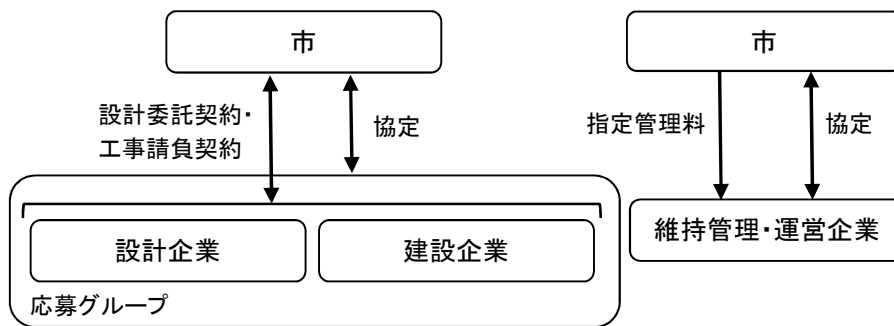 市
設計委託契約・
工事請負契約
協定
設計企業
建設企業
応募グループ
市
指定管理料
協定
維持管理・運営企業